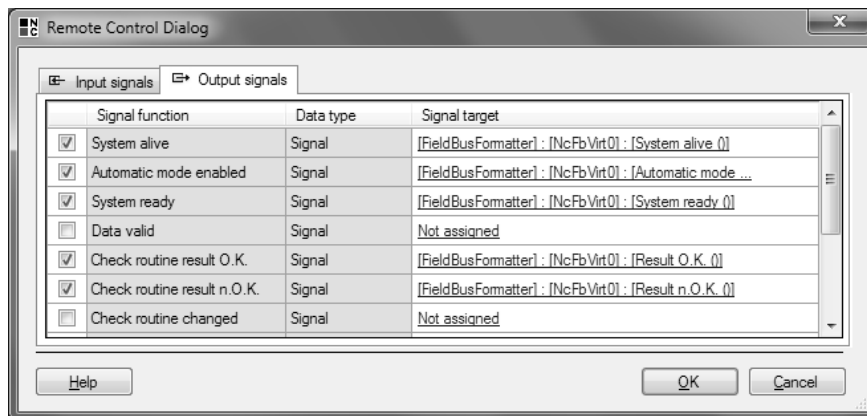 NC Remote Control Dialog
Input signals Output signals
Signal function Data type Signal target
System alive Signal [FieldBusFormatter] : [NcFbVirt0] : [System alive ()]
Automatic mode enabled Signal [FieldBusFormatter] : [NcFbVirt0] : [Automatic mode ...
System ready Signal [FieldBusFormatter] : [NcFbVirt0] : [System ready ()]
Data valid Signal Not assigned
Check routine result O.K. Signal [FieldBusFormatter] : [NcFbVirt0] : [Result O.K. ()]
Check routine result n.O.K. Signal [FieldBusFormatter] : [NcFbVirt0] : [Result n.O.K. ()]
Check routine changed Signal Not assigned
Help OK Cancel